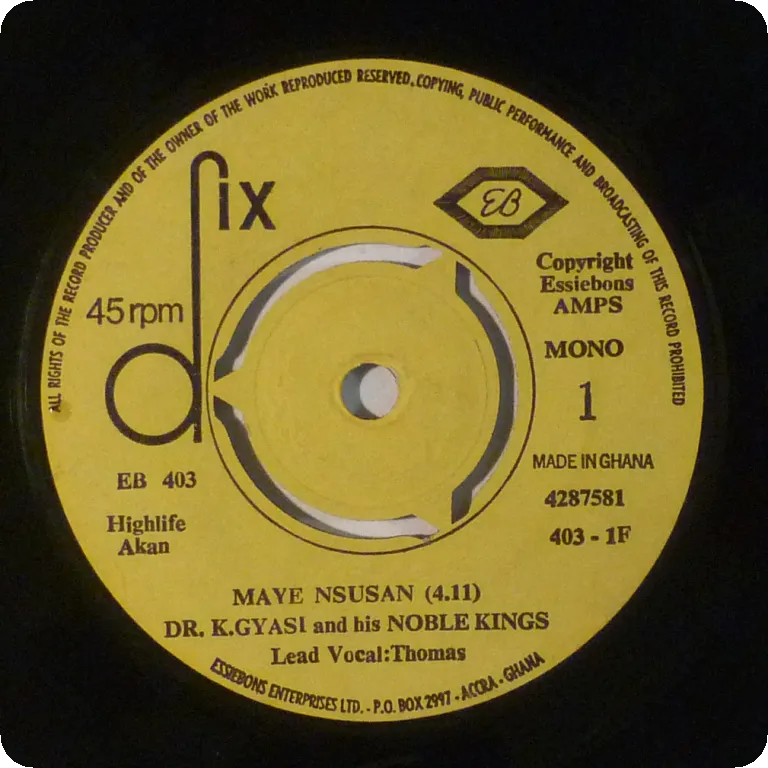 ALL RIGHTS OF THE RECORD PRODUCER AND OF THE OWNER OF THE WORK REPRODUCED RESERVED. COPYING, PUBLIC PERFORMANCE AND BROADCASTING OF THIS RECORD PROHIBITED
dix
EB
45 rpm
Copyright
Essiebons
AMPS
MONO
1
MADE IN GHANA
EB 403
4287581
Highlife
Akan
403 - 1F
MAYE NSUSAN (4.11)
DR. K.GYASI and his NOBLE KINGS
Lead Vocal:Thomas
ESSIEBONS ENTERPRISES LTD. - P.O. BOX 2997 - ACCRA - GHANA